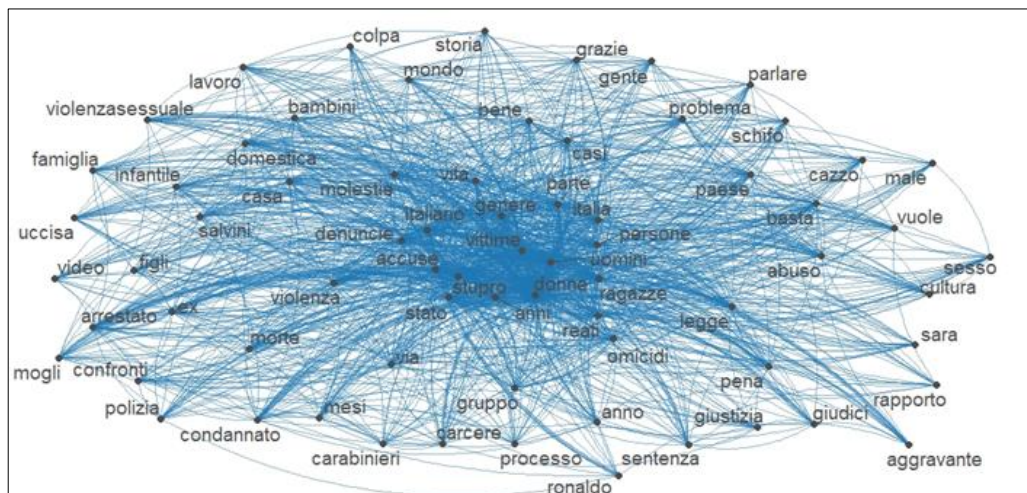 colpa
storia
grazie
mondo
gente
lavoro
parlare
violenzasessuale
bambini
bene
problema
schifo
famiglia
domestica
casi
infantile
molestie
vita
parte
paese
cazzo
male
casa
genere
italia
basta
uccisa
salvini
italiano
vuole
denuncie
vittime
persone
accuse
uomini
abuso
sesso
video
figli
violenza
stupro
donne
ragazze
cultura
arrestato
ex
stato
anni
reati
legge
morte
omicidi
sara
mogli
confronti
via
pena
polizia
mesi
gruppo
anno
giustizia
giudici
rapporto
condannato
carabinieri
carcere
processo
sentenza
aggravante
ronaldo